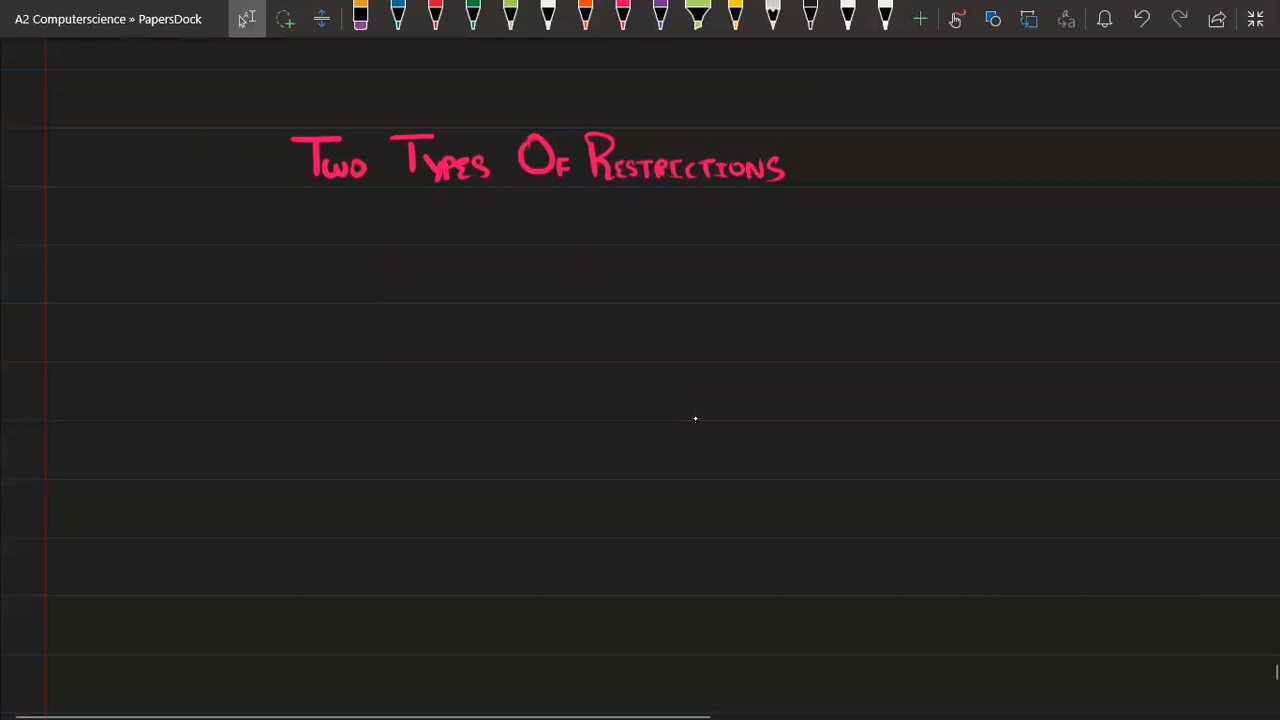 A2 Computerscience » PapersDock
TWO TYPES OF RESTRICTIONS